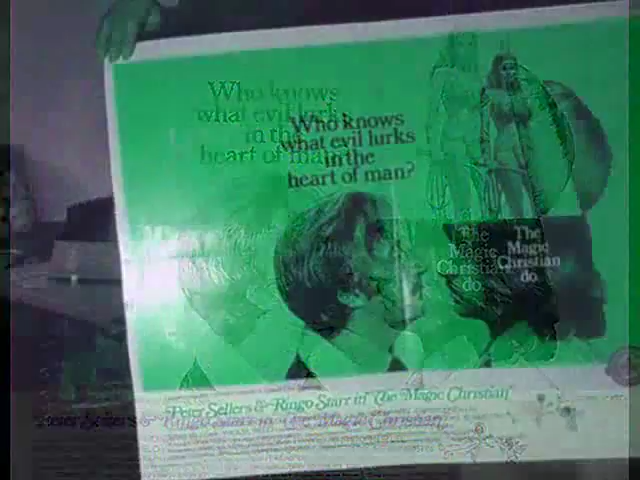 Who knows
what evil lurks
in the
heart of man?
The
Magic
Christian
do.
Peter Sellers & Ringo Starr in "The Magic Christian"